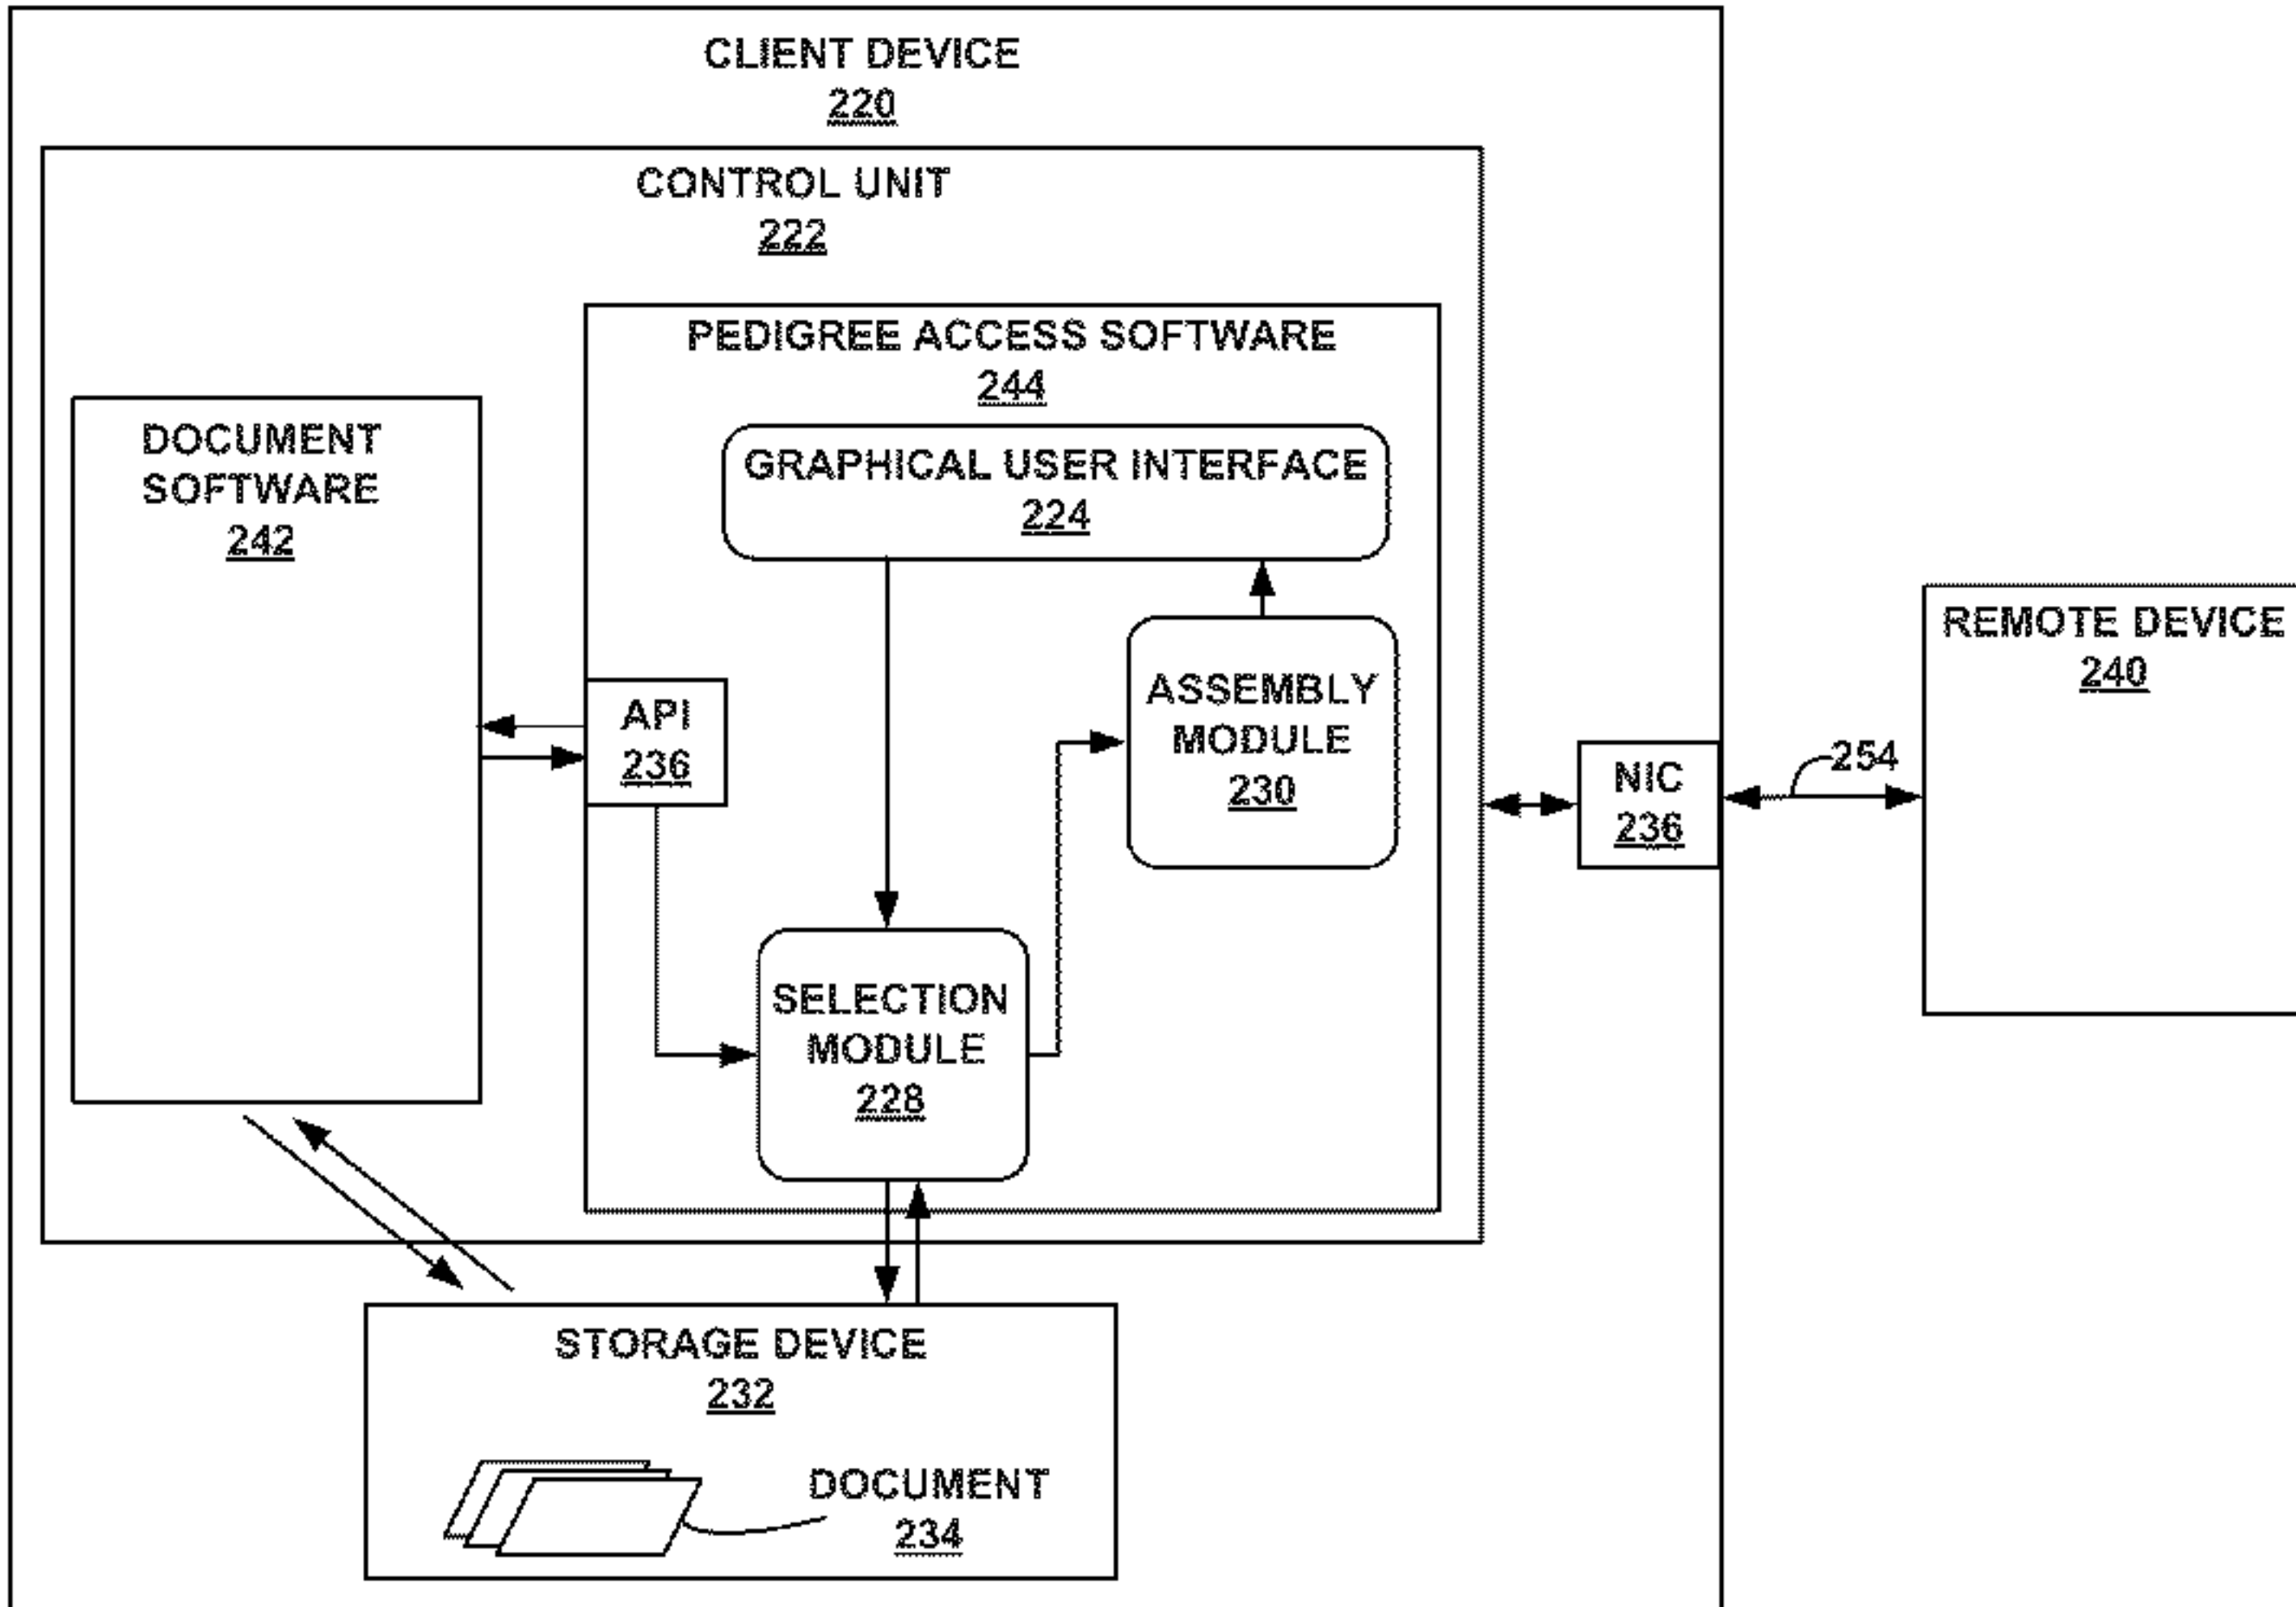 CLIENT DEVICE
220
CONTROL UNIT
222
PEDIGREE ACCESS SOFTWARE
244
DOCUMENT
SOFTWARE
242
GRAPHICAL USER INTERFACE
224
API
236
ASSEMBLY
MODULE
230
SELECTION
MODULE
228
NIC
236
254
REMOTE DEVICE
240
STORAGE DEVICE
232
DOCUMENT
234